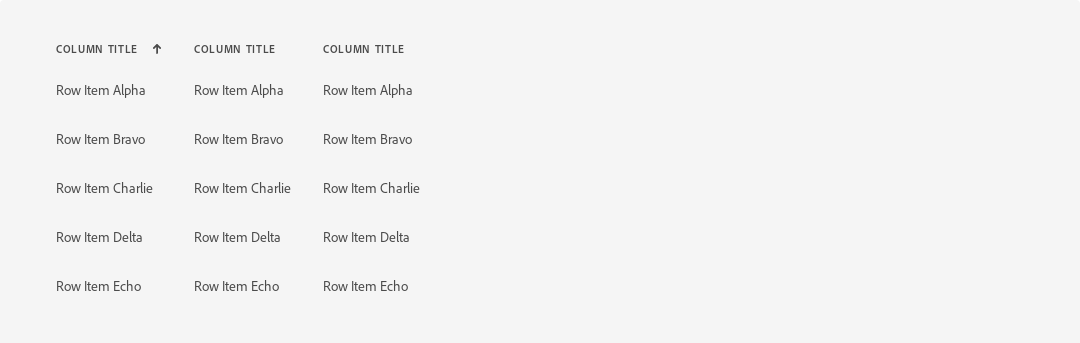 COLUMN TITLE COLUMN TITLE COLUMN TITLE
Row Item Alpha Row Item Alpha Row Item Alpha
Row Item Bravo Row Item Bravo Row Item Bravo
Row Item Charlie Row Item Charlie Row Item Charlie
Row Item Delta Row Item Delta Row Item Delta
Row Item Echo Row Item Echo Row Item Echo